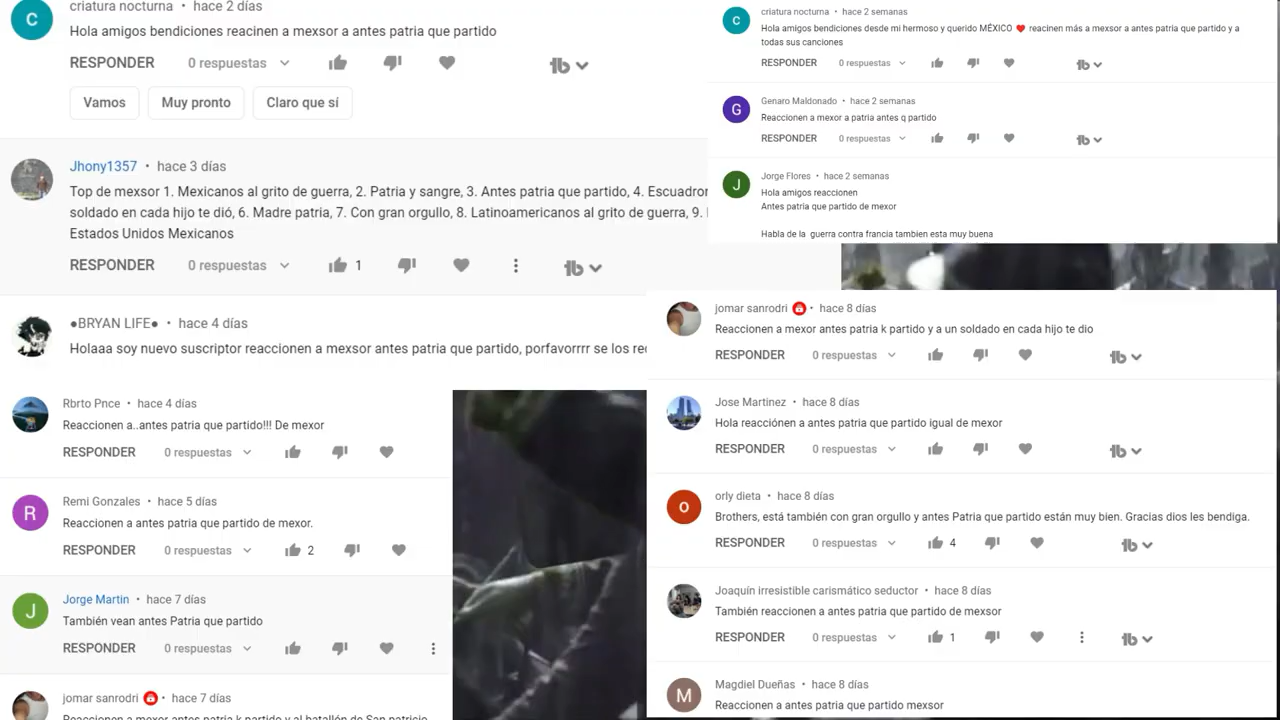 criatura nocturna • hace 2 días
Hola amigos bendiciones reacinen a mexsor a antes patria que partido
RESPONDER 0 respuestas
Vamos Muy pronto Claro que sí
Jhony1357 • hace 3 días
Top de mexsor 1. Mexicanos al grito de guerra, 2. Patria y sangre, 3. Antes patria que partido, 4. Escuadron
soldado en cada hijo te dió, 6. Madre patria, 7. Con gran orgullo, 8. Latinoamericanos al grito de guerra, 9.
Estados Unidos Mexicanos
RESPONDER 0 respuestas 1
●BRYAN LIFE● • hace 4 días
Holaaa soy nuevo suscriptor reaccionen a mexsor antes patria que partido, porfavorrrr se los
Rbrto Pnce • hace 4 días
Reaccionen a..antes patria que partido!!! De mexor
RESPONDER 0 respuestas
R
Remi Gonzales • hace 5 días
Reaccionen a antes patria que partido de mexor.
RESPONDER 0 respuestas 2
J
Jorge Martin • hace 7 días
También vean antes Patria que partido
RESPONDER 0 respuestas
jomar sanrodri • hace 7 días
Reaccionen a mexor antes patria k partido y al batallón de San patricio
C
criatura nocturna • hace 2 semanas
Hola amigos bendiciones desde mi hermoso y querido MÉXICO ❤️ reacinen más a mexsor a antes patria que partido y a
todas sus canciones
RESPONDER 0 respuestas
G
Genaro Maldonado • hace 2 semanas
Reaccionen a mexor a patria antes q partido
RESPONDER 0 respuestas
J
Jorge Flores • hace 2 semanas
Hola amigos reaccionen
Antes patria que partido de mexor
Habla de la guerra contra francia tambien esta muy buena
jomar sanrodri • hace 8 días
Reaccionen a mexor antes patria k partido y a un soldado en cada hijo te dio
RESPONDER 0 respuestas
Jose Martinez • hace 8 días
Hola reacciónen a antes patria que partido igual de mexor
RESPONDER 0 respuestas
O
orly dieta • hace 8 días
Brothers, está también con gran orgullo y antes Patria que partido están muy bien. Gracias dios les bendiga.
RESPONDER 0 respuestas 4
Joaquín irresistible carismático seductor • hace 8 días
También reaccionen a antes patria que partido de mexsor
RESPONDER 0 respuestas 1
M
Magdiel Dueñas • hace 8 días
Reaccionen a antes patria que partido mexsor